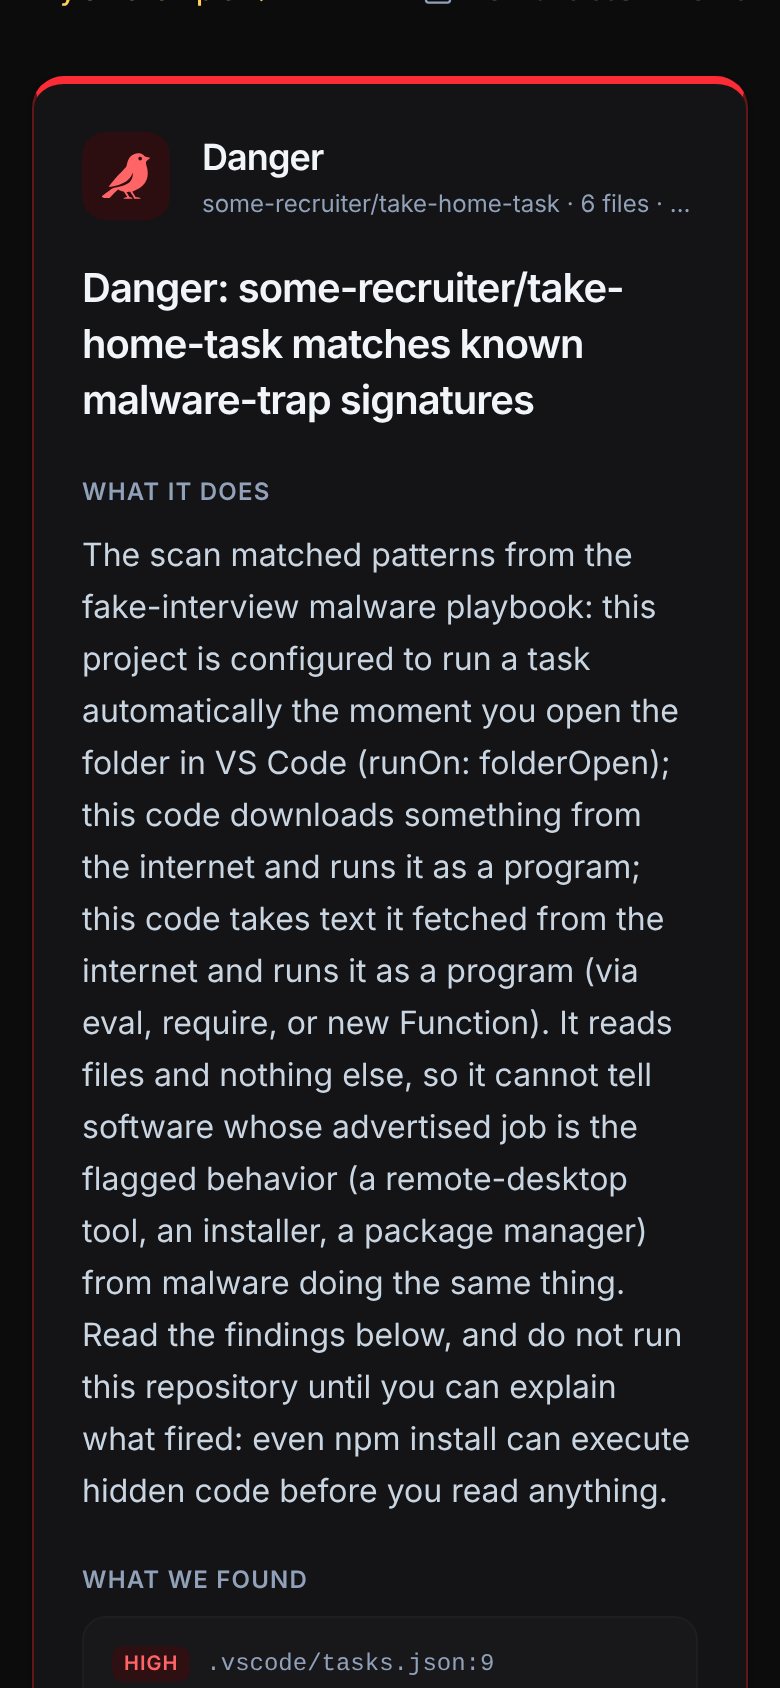 Danger
some-recruiter/take-home-task · 6 files · ...
Danger: some-recruiter/take-
home-task matches known
malware-trap signatures
WHAT IT DOES
The scan matched patterns from the
fake-interview malware playbook: this
project is configured to run a task
automatically the moment you open the
folder in VS Code (runOn: folderOpen);
this code downloads something from
the internet and runs it as a program;
this code takes text it fetched from the
internet and runs it as a program (via
eval, require, or new Function). It reads
files and nothing else, so it cannot tell
software whose advertised job is the
flagged behavior (a remote-desktop
tool, an installer, a package manager)
from malware doing the same thing.
Read the findings below, and do not run
this repository until you can explain
what fired: even npm install can execute
hidden code before you read anything.
WHAT WE FOUND
HIGH .vscode/tasks.json:9